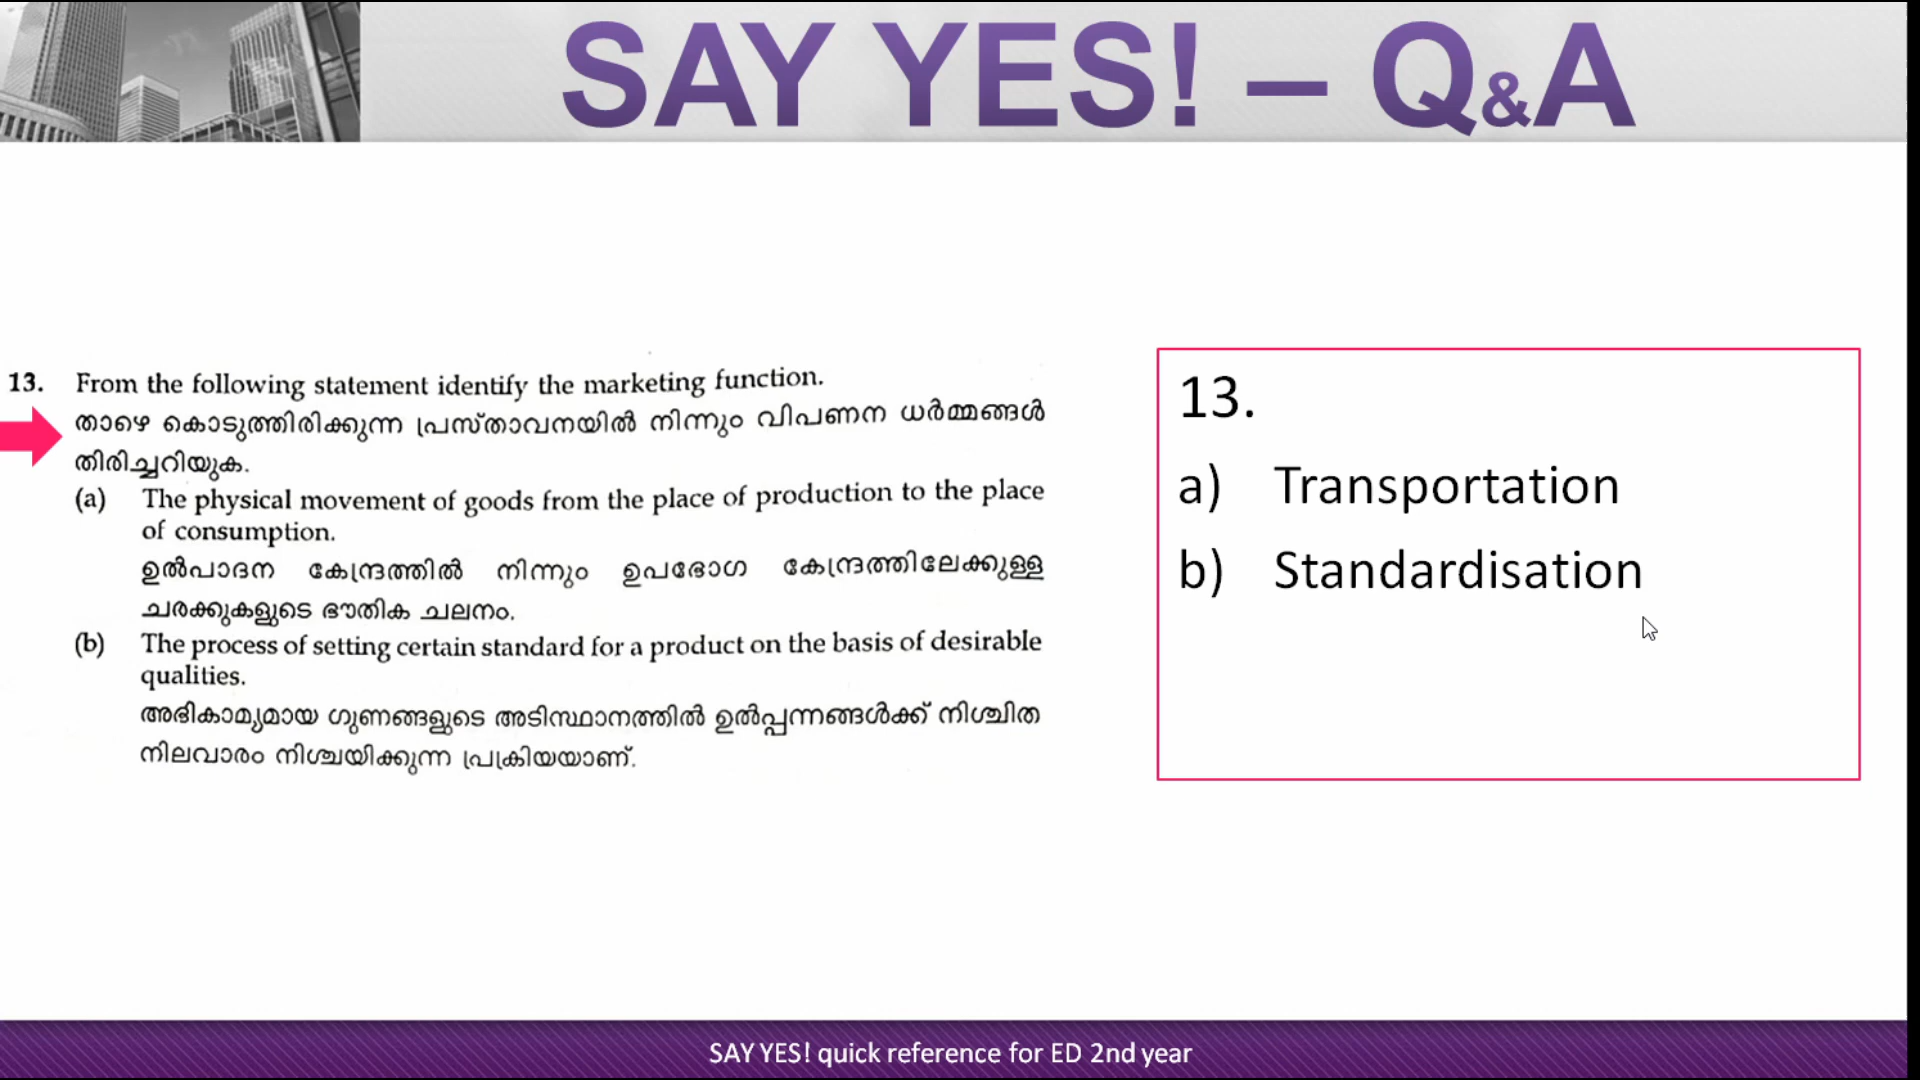 SAY YES! – Q&A
13. From the following statement identify the marketing function.
താഴെ കൊടുത്തിരിക്കുന്ന പ്രസ്താവനയിൽ നിന്നും വിപണന ധർമ്മങ്ങൾ
തിരിച്ചറിയുക.
(a) The physical movement of goods from the place of production to the place
of consumption.
ഉൽപാദന കേന്ദ്രത്തിൽ നിന്നും ഉപഭോഗ കേന്ദ്രത്തിലേക്കുള്ള
ചരക്കുകളുടെ ഭൗതിക ചലനം.
(b) The process of setting certain standard for a product on the basis of desirable
qualities.
അഭികാമ്യമായ ഗുണങ്ങളുടെ അടിസ്ഥാനത്തിൽ ഉൽപ്പന്നങ്ങൾക്ക് നിശ്ചിത
നിലവാരം നിശ്ചയിക്കുന്ന പ്രക്രിയയാണ്.
13.
a) Transportation
b) Standardisation
SAY YES! quick reference for ED 2nd year